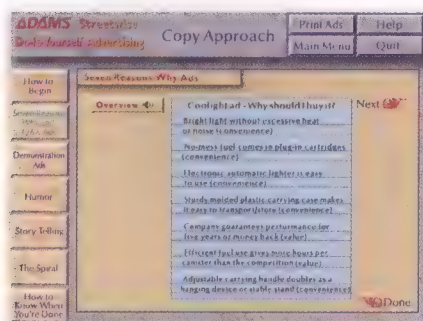 ADAMS Streetwise
Do-It-Yourself Advertising
Copy Approach
Print Ads
Help
Main Menu
Quit
How to
Begin
Demonstration
Ads
Humor
Story Telling
The Spiral
How to
Know When
You're Done
Seven Reasons Why Ads
Overview
Coolight ad - Why should I buy it?
Next
Bright light without excessive heat
or noise (convenience)
No-mess fuel comes in plug-in cartridges
(convenience)
Electronic automatic lighter is easy
to use (convenience)
Sturdy molded plastic carrying case makes
it easy to transport/store (convenience)
Company guarantees performance for
five years or money back (value)
Efficient fuel use gives more hours per
canister than the competition (value)
Adjustable carrying handle doubles as a
hanging device or stable stand (convenience)
Done